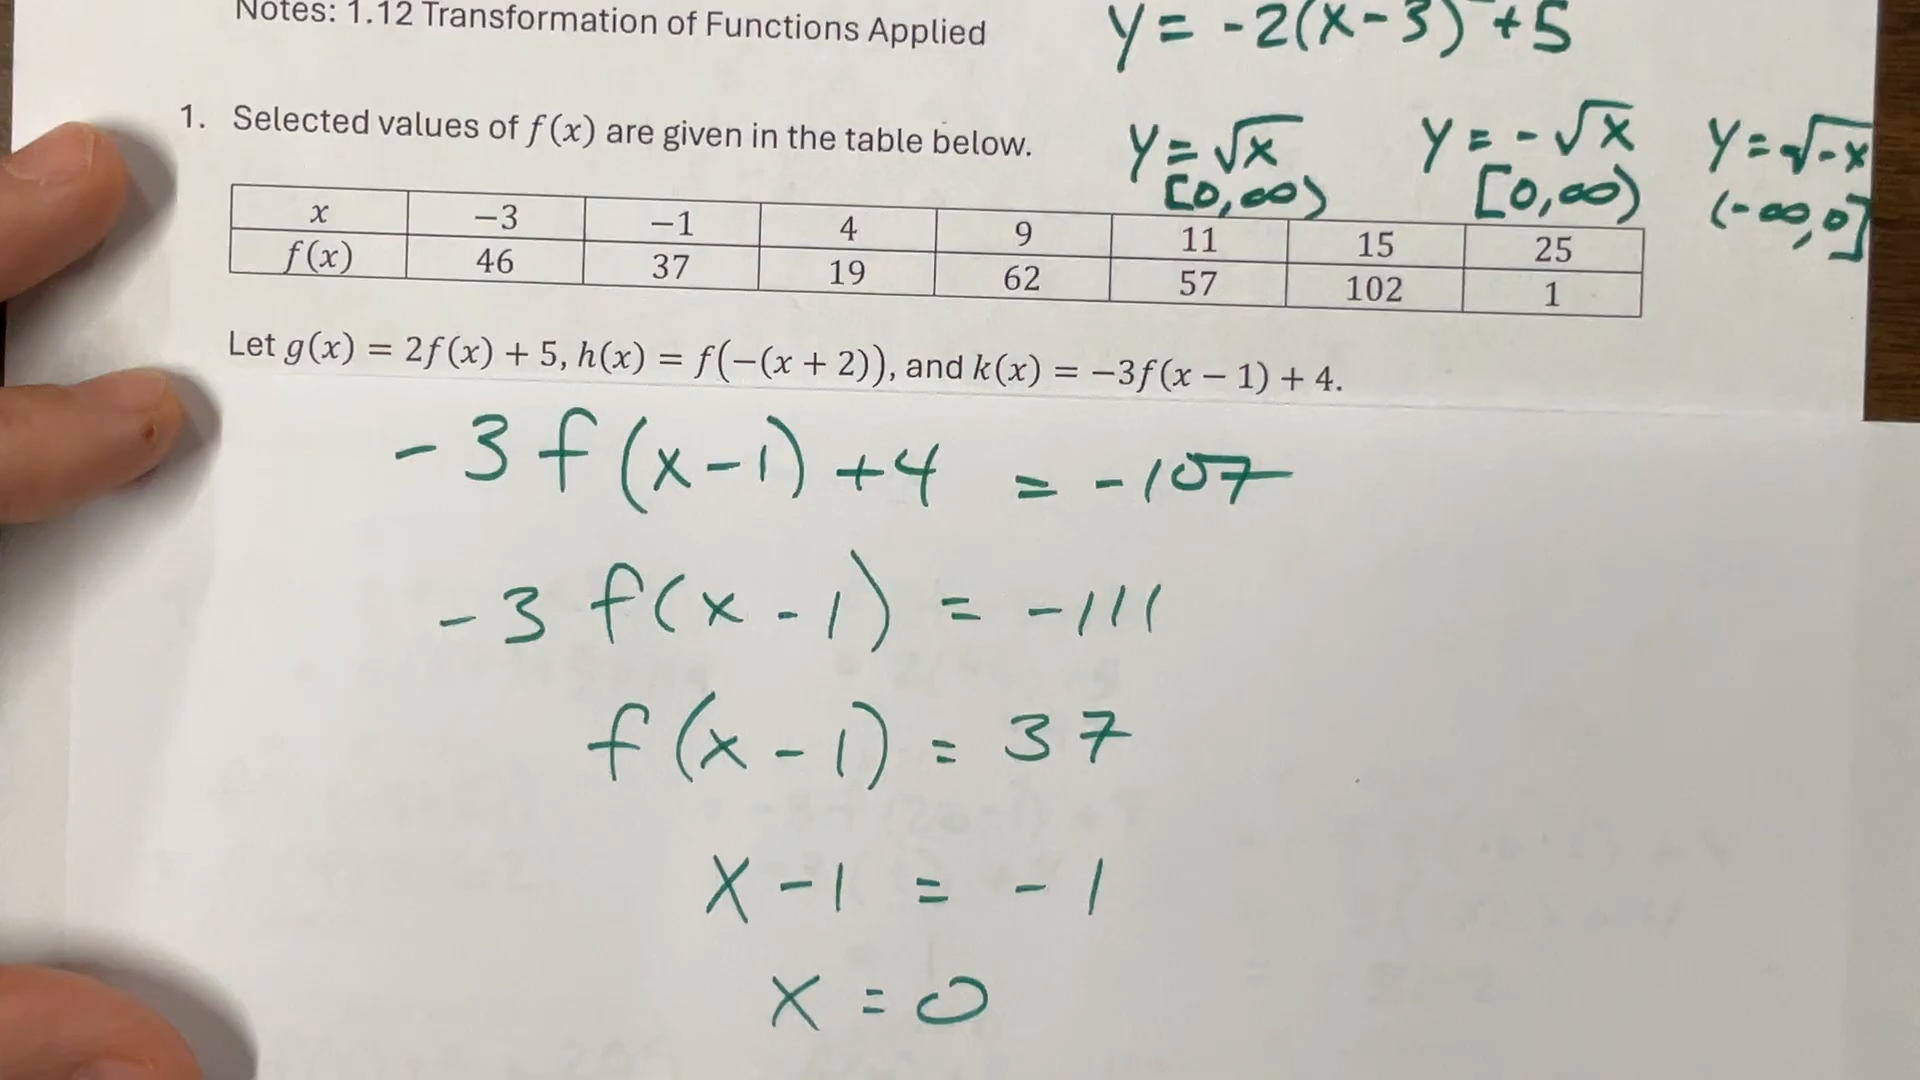 Notes: 1.12 Transformation of Functions Applied
y = -2(x-3) +5
1. Selected values of f(x) are given in the table below.
y = √x y = -√x y = √-x
[0,∞) [0,∞) (-∞,0]
x −3 −1 4 9 11 15 25
f(x) 46 37 19 62 57 102 1
Let g(x) = 2f(x) + 5, h(x) = f(−(x + 2)), and k(x) = −3f(x − 1) + 4.
-3 f(x-1) +4 = -107
-3 f(x-1) = -111
f(x-1) = 37
x-1 = -1
x = 0